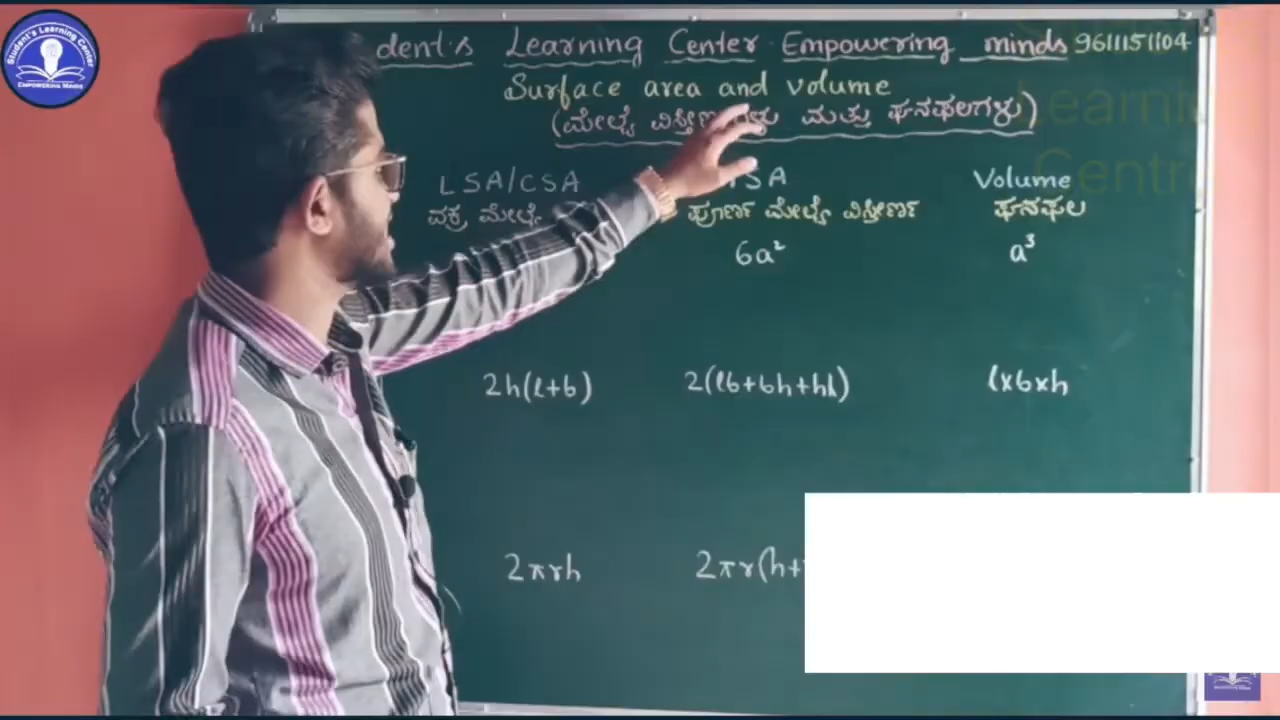 Student's Learning Center
EMPOWERING MINDS
dent's Learning Center Empowering minds 9611151104
Surface area and volume
(ಮೇಲ್ಮೈ ಮತ್ತು ಘನಫಲಗಳು)
LSA/CSA SA Volume
ವಕ್ರ ಪೂರ್ಣ ಮೇಲ್ಮೈ ವಿಸ್ತೀರ್ಣ ಘನಫಲ
6a² a³
2h(l+b) 2(lb+bh+hl) l×b×h
2πrh 2πr(h+